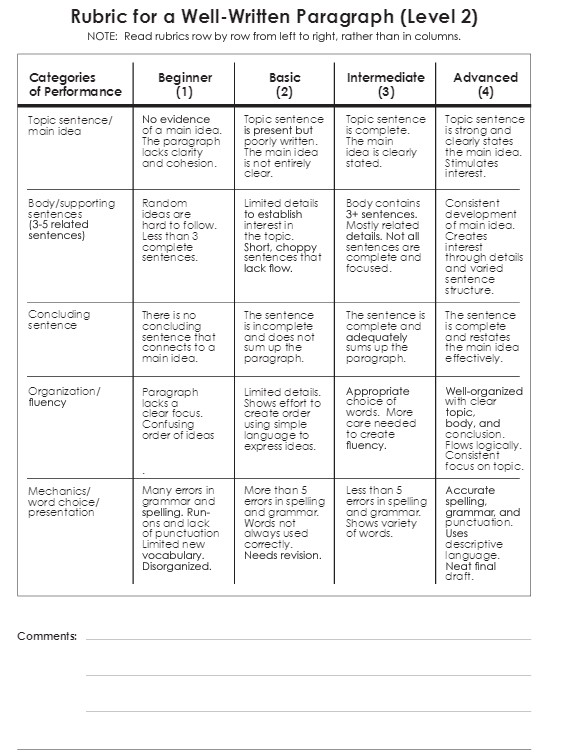 Rubric for a Well-Written Paragraph (Level 2)
NOTE: Read rubrics row by row from left to right, rather than in columns.
Categories
of Performance
Beginner
(1)
Basic
(2)
Intermediate
(3)
Advanced
(4)
Topic sentence/
main idea
No evidence
of a main idea.
The paragraph
lacks clarity
and cohesion.
Topic sentence
is present but
poorly written.
The main idea
is not entirely
clear.
Topic sentence
is complete.
The main
idea is clearly
stated.
Topic sentence
is strong and
clearly states
the main idea.
Stimulates
interest.
Body/supporting
sentences
(3-5 related
sentences)
Random
ideas are
hard to follow.
Less than 3
complete
sentences.
Limited details
to establish
interest in
the topic.
Short, choppy
sentences that
lack flow.
Body contains
3+ sentences.
Mostly related
details. Not all
sentences are
complete and
focused.
Consistent
development
of main idea.
Creates
interest
through details
and varied
sentence
structure.
Concluding
sentence
There is no
concluding
sentence that
connects to a
main idea.
The sentence
is incomplete
and does not
sum up the
paragraph.
The sentence is
complete and
adequately
sums up the
paragraph.
The sentence
is complete
and restates
the main idea
effectively.
Organization/
fluency
Paragraph
lacks a
clear focus.
Confusing
order of ideas
.
Limited details.
Shows effort to
create order
using simple
language to
express ideas.
Appropriate
choice of
words. More
care needed
to create
fluency.
Well-organized
with clear
topic,
body, and
conclusion.
Flows logically.
Consistent
focus on topic.
Mechanics/
word choice/
presentation
Many errors in
grammar and
spelling. Run-
ons and lack
of punctuation
Limited new
vocabulary.
Disorganized.
More than 5
errors in spelling
and grammar.
Words not
always used
correctly.
Needs revision.
Less than 5
errors in spelling
and grammar.
Shows variety
of words.
Accurate
spelling,
grammar, and
punctuation.
Uses
descriptive
language.
Neat final
draft.
Comments: